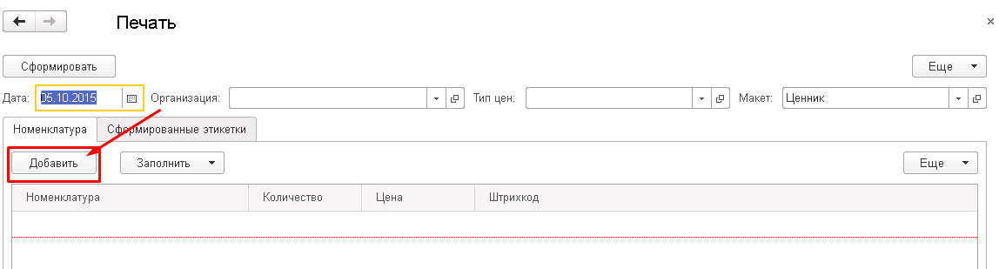 Печать
Сформировать Еще
Дата: 05.10.2015 Организация: Тип цен: Макет: Ценник
Номенклатура Сформированные этикетки
Добавить Заполнить Еще
Номенклатура Количество Цена Штрихкод